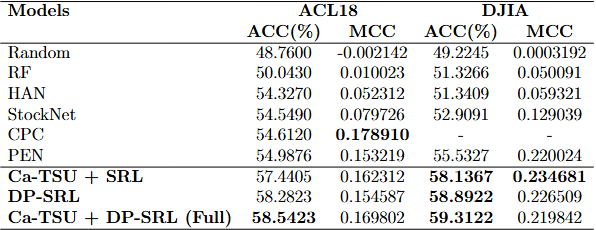 Models ACL18 DJIA
ACC(%) MCC ACC(%) MCC
Random 48.7600 -0.002142 49.2245 0.0003192
RF 50.0430 0.010023 51.3266 0.050091
HAN 54.3270 0.052312 51.3409 0.059321
StockNet 54.5490 0.079726 52.9091 0.129039
CPC 54.6120 0.178910 - -
PEN 54.9876 0.153219 55.5327 0.220024
Ca-TSU + SRL 57.4405 0.162312 58.1367 0.234681
DP-SRL 58.2823 0.154587 58.8922 0.226509
Ca-TSU + DP-SRL (Full) 58.5423 0.169802 59.3122 0.219842